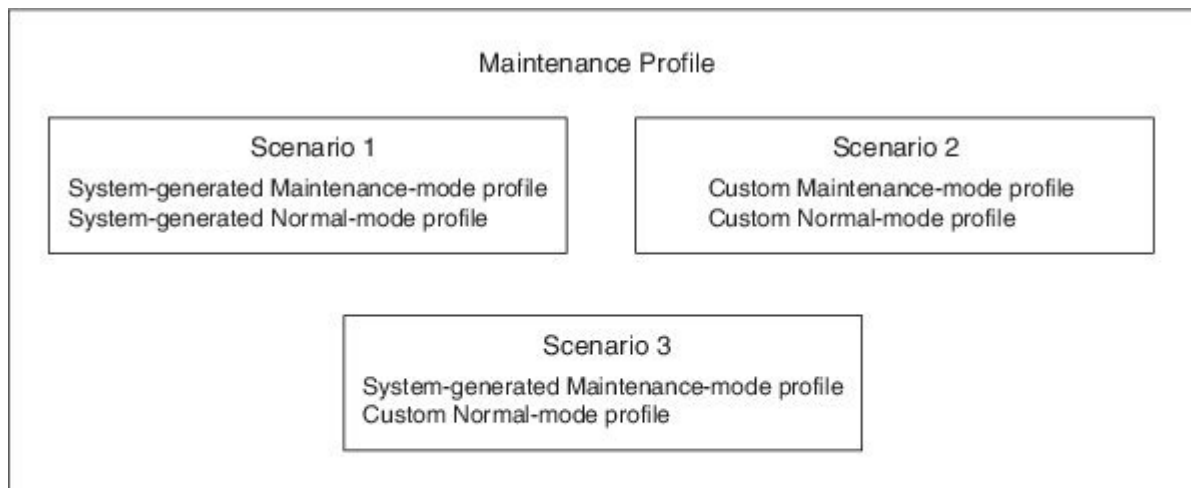 Maintenance Profile
Scenario 1
System-generated Maintenance-mode profile
System-generated Normal-mode profile
Scenario 2
Custom Maintenance-mode profile
Custom Normal-mode profile
Scenario 3
System-generated Maintenance-mode profile
Custom Normal-mode profile